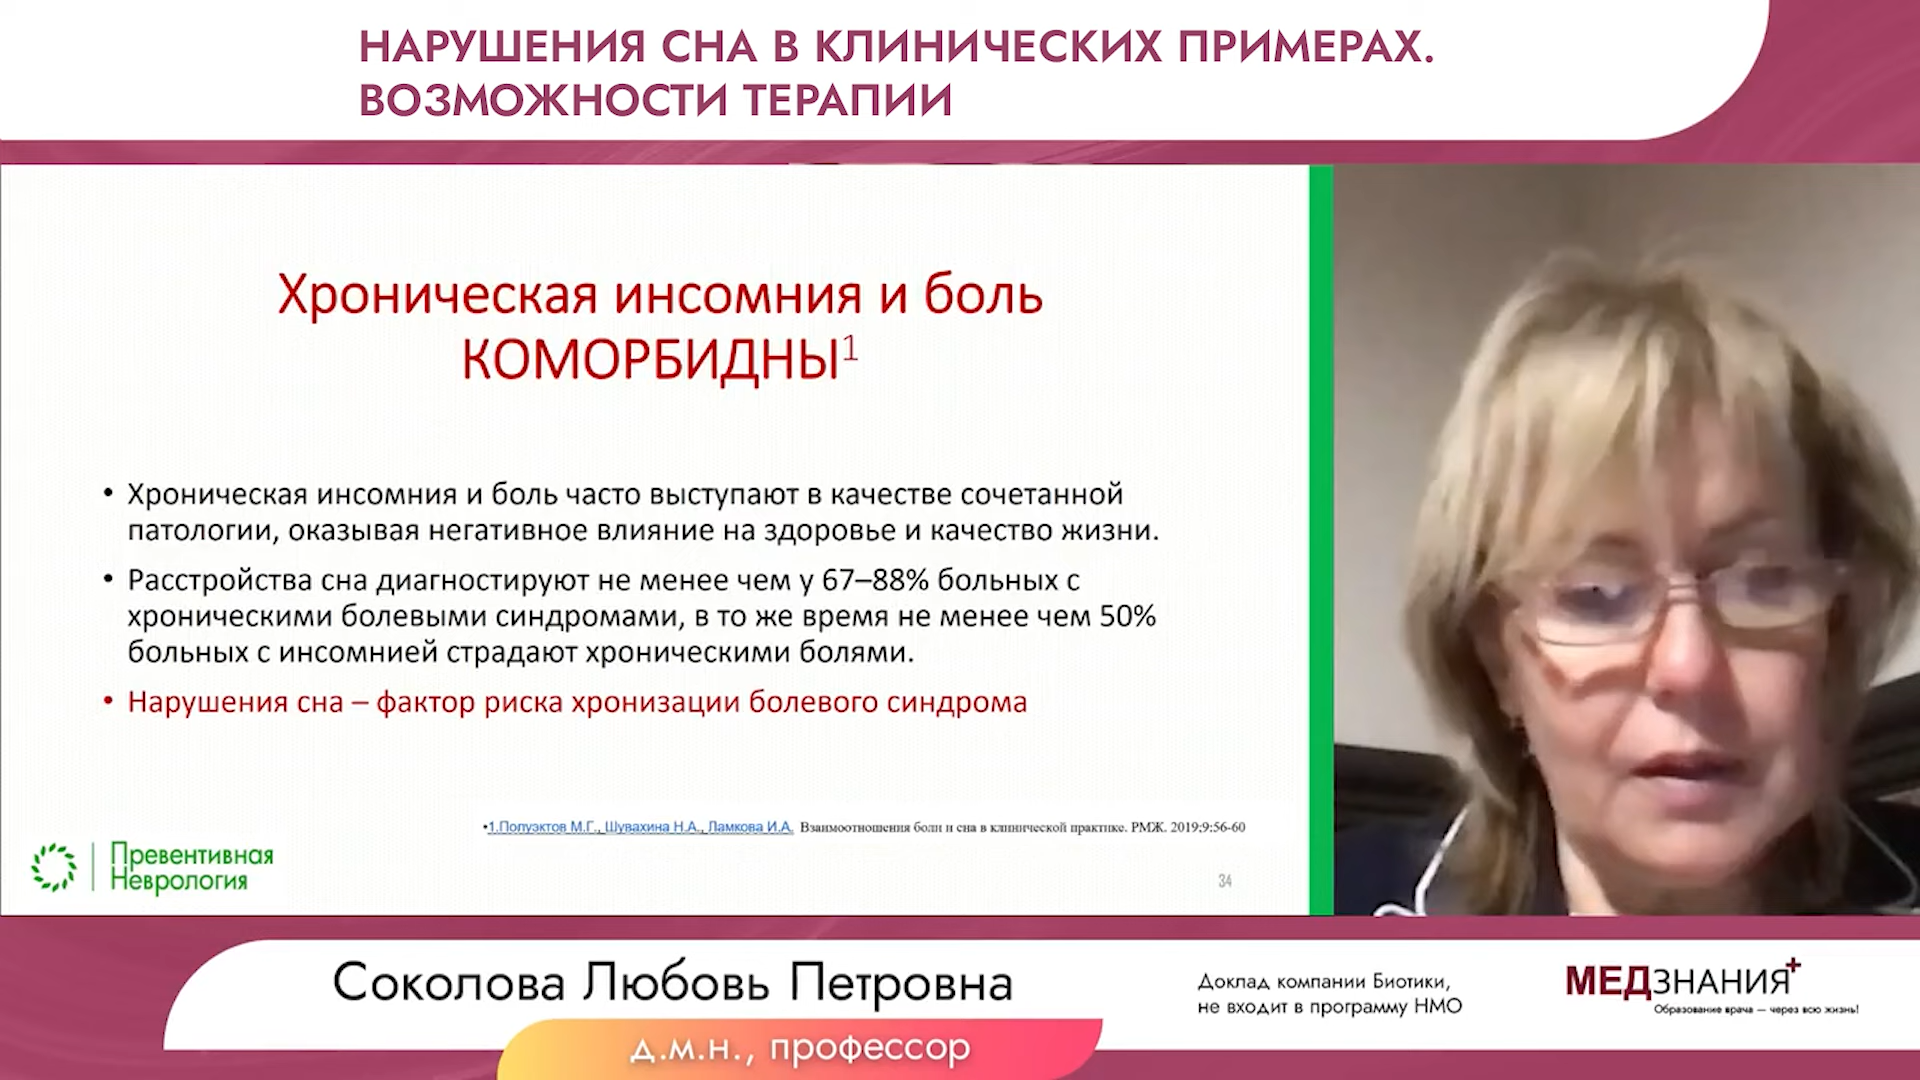 НАРУШЕНИЯ СНА В КЛИНИЧЕСКИХ ПРИМЕРАХ.
ВОЗМОЖНОСТИ ТЕРАПИИ
Хроническая инсомния и боль
КОМОРБИДНЫ1
• Хроническая инсомния и боль часто выступают в качестве сочетанной
патологии, оказывая негативное влияние на здоровье и качество жизни.
• Расстройства сна диагностируют не менее чем у 67–88% больных с
хроническими болевыми синдромами, в то же время не менее чем 50%
больных с инсомнией страдают хроническими болями.
• Нарушения сна – фактор риска хронизации болевого синдрома
•1.Полуэктов М.Г., Шувахина Н.А., Ламкова И.А. Взаимоотношения боли и сна в клинической практике. РМЖ. 2019;9:56-60
Превентивная
Неврология
34
Соколова Любовь Петровна
д.м.н., профессор
Доклад компании Биотики,
не входит в программу НМО
МЕДЗНАНИЯ+
Образование врача — через всю жизнь!